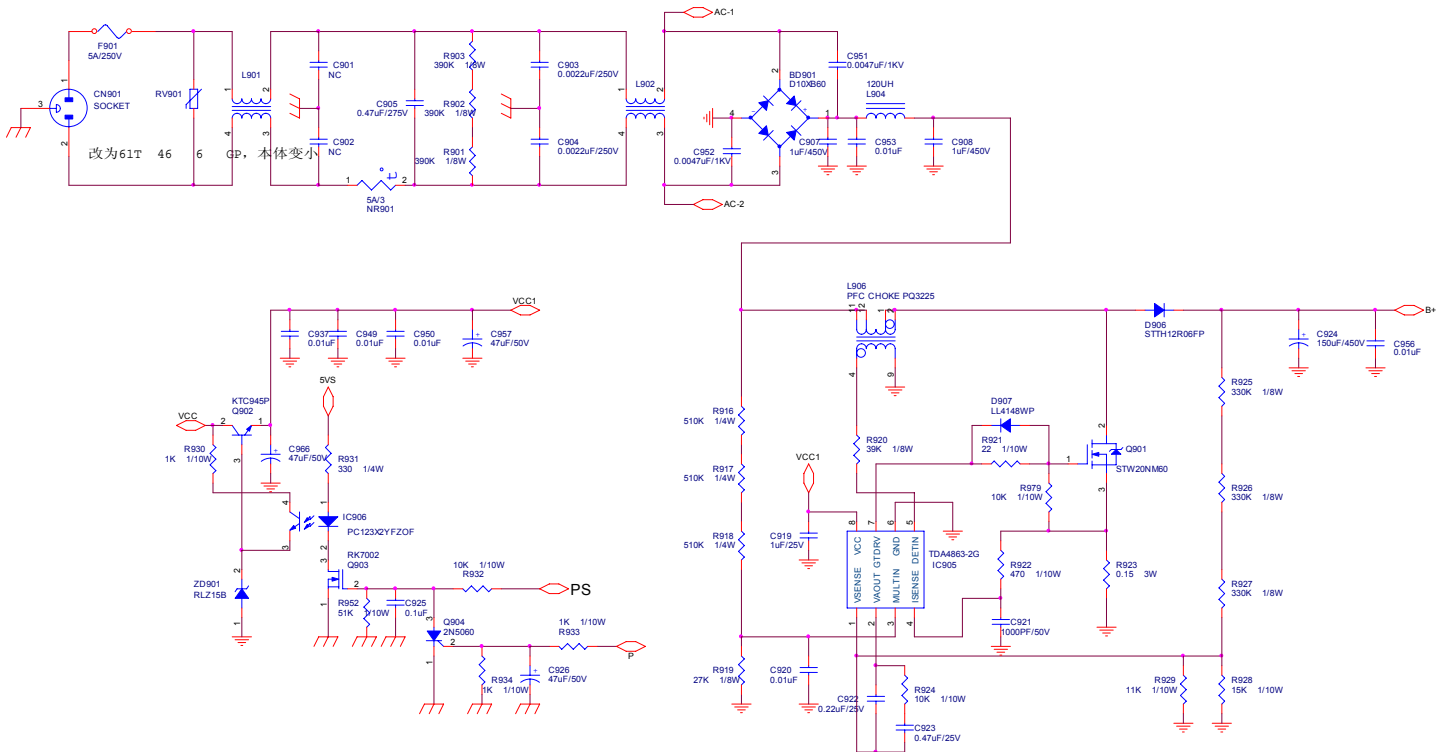 AC-1
F901
5A/250V
L901
RV901
CN901
SOCKET
改为61T 46 6 GP，本体变小
C901
NC
C902
NC
C905
0.47uF/275V
R903
390K 1/8W
R902
390K 1/8W
R901
390K 1/8W
5A/3
NR901
C903
0.0022uF/250V
C904
0.0022uF/250V
L902
AC-2
BD901
D10XB60
C951
0.0047uF/1KV
C952
0.0047uF/1KV
120UH
L904
C907
1uF/450V
C953
0.01uF
C908
1uF/450V
VCC1
C937
0.01uF
C949
0.01uF
C950
0.01uF
C957
47uF/50V
5VS
KTC945P
Q902
VCC
R930
1K 1/10W
C966
47uF/50V
R931
330 1/4W
IC906
PC123X2YFZOF
RK7002
Q903
ZD901
RLZ15B
10K 1/10W
R932
PS
R952
51K 1/10W
C925
0.1uF
Q904
2N5060
1K 1/10W
R933
P
R934
1K 1/10W
C926
47uF/50V
L906
PFC CHOKE PQ3225
D906
STTH12R06FP
B+
C924
150uF/450V
C956
0.01uF
R925
330K 1/8W
R926
330K 1/8W
R927
330K 1/8W
R916
510K 1/4W
R917
510K 1/4W
R918
510K 1/4W
R920
39K 1/8W
D907
LL4148WP
R921
22 1/10W
R979
10K 1/10W
Q901
STW20NM60
VCC1
C919
1uF/25V
8 7 6 5
VCC
GTDRV
GND
DETIN
VSENSE
VAOUT
MULTIN
ISENSE
1 2 3 4
TDA4863-2G
IC905
R922
470 1/10W
R923
0.15 3W
C921
1000PF/50V
R919
27K 1/8W
C920
0.01uF
C922
0.22uF/25V
R924
10K 1/10W
C923
0.47uF/25V
R929
11K 1/10W
R928
15K 1/10W